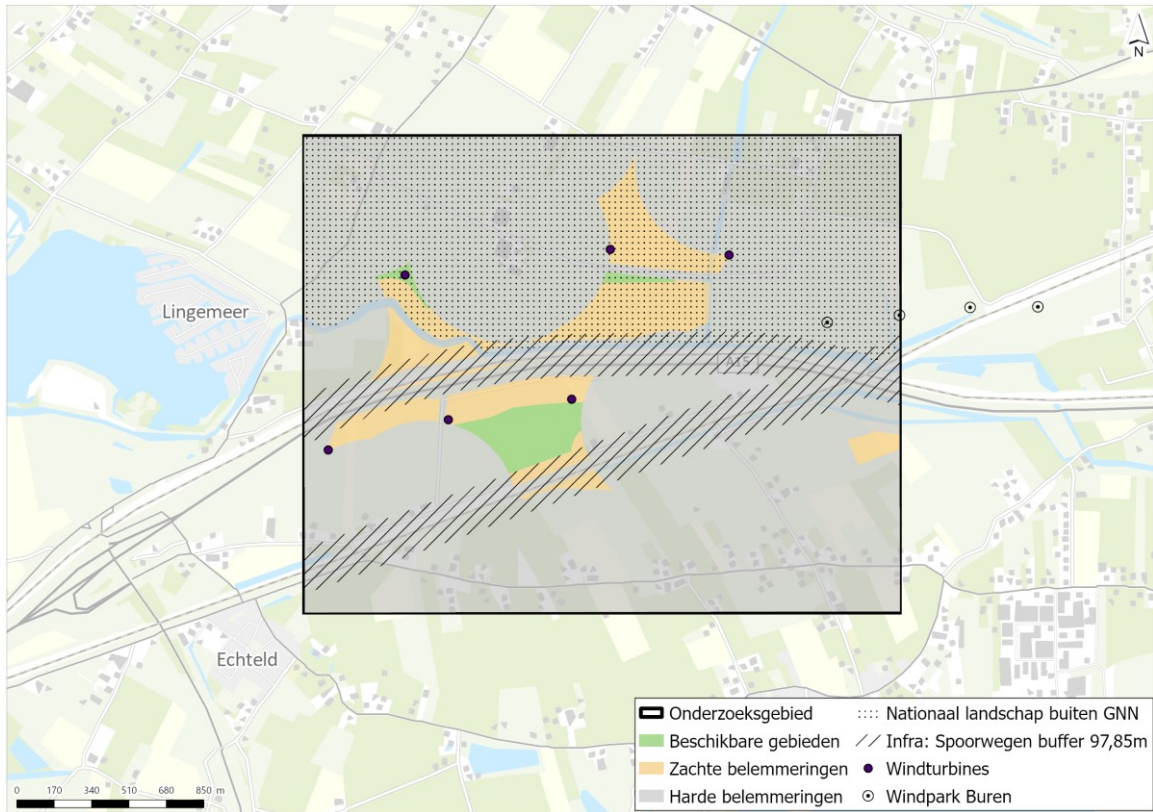 N
Lingemeer
A15
Echteld
Onderzoeksgebied
Beschikbare gebieden
Zachte belemmeringen
Harde belemmeringen
Nationaal landschap buiten GNN
Infra: Spoorwegen buffer 97,85m
Windturbines
Windpark Buren
0 170 340 510 680 850 m